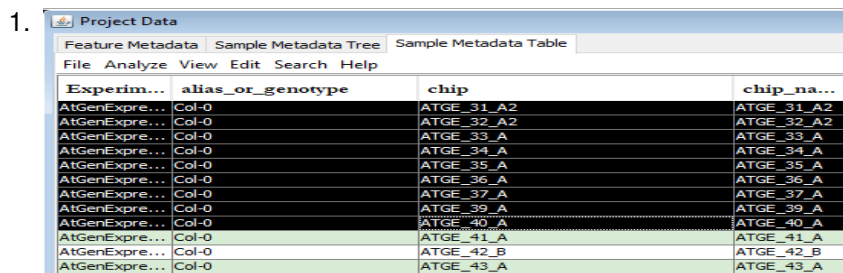 1.
Project Data
Feature Metadata Sample Metadata Tree Sample Metadata Table
File Analyze View Edit Search Help
Experim... alias_or_genotype chip chip_na...
AtGenExpre... Col-0 ATGE_31_A2 ATGE_31_A2
AtGenExpre... Col-0 ATGE_32_A2 ATGE_32_A2
AtGenExpre... Col-0 ATGE_33_A ATGE_33_A
AtGenExpre... Col-0 ATGE_34_A ATGE_34_A
AtGenExpre... Col-0 ATGE_35_A ATGE_35_A
AtGenExpre... Col-0 ATGE_36_A ATGE_36_A
AtGenExpre... Col-0 ATGE_37_A ATGE_37_A
AtGenExpre... Col-0 ATGE_39_A ATGE_39_A
AtGenExpre... Col-0 ATGE_40_A ATGE_40_A
AtGenExpre... Col-0 ATGE_41_A ATGE_41_A
AtGenExpre... Col-0 ATGE_42_B ATGE_42_B
AtGenExpre... Col-0 ATGE_43_A ATGE_43_A